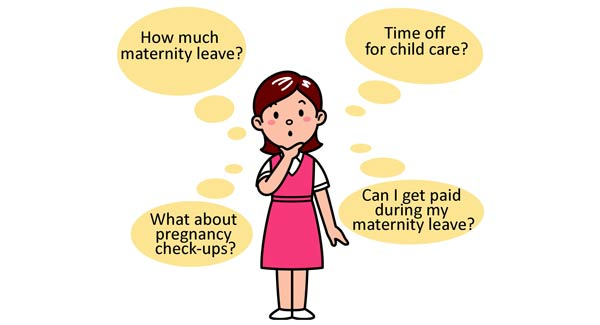 How much
maternity leave?
Time off
for child care?
What about
pregnancy
check-ups?
Can I get paid
during my
maternity leave?